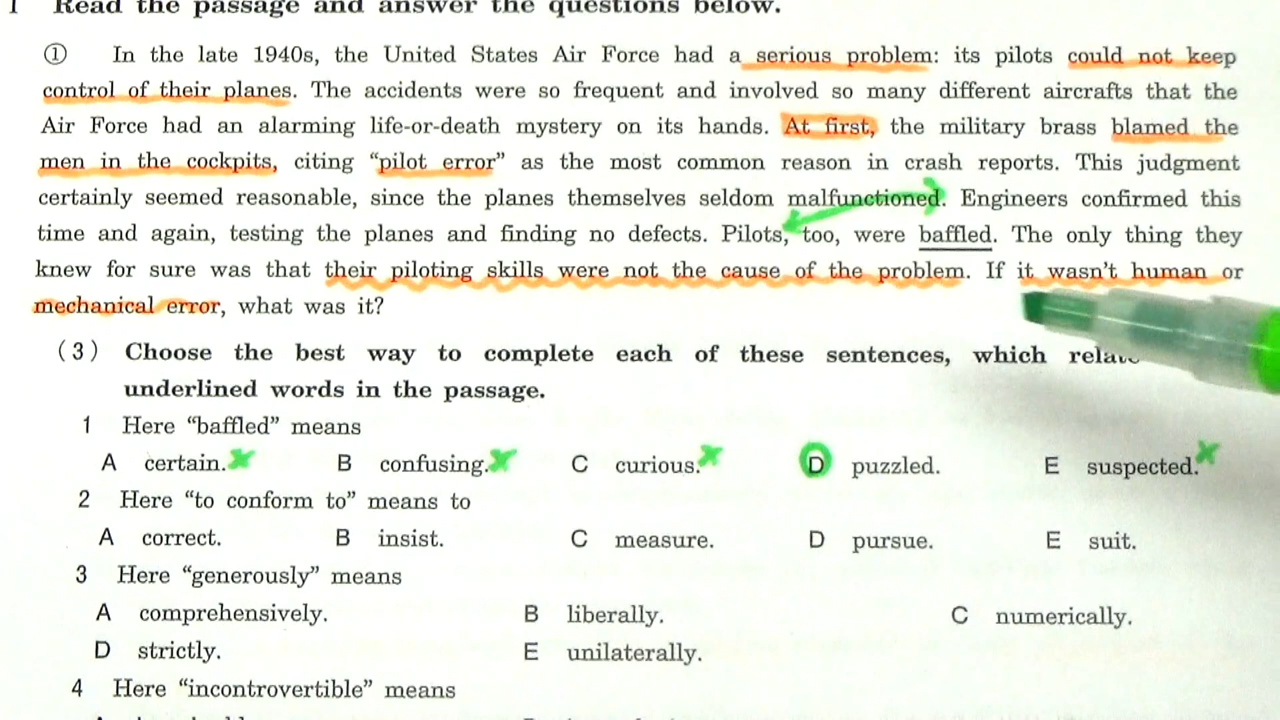 1 Read the passage and answer the questions below.
① In the late 1940s, the United States Air Force had a serious problem: its pilots could not keep
control of their planes. The accidents were so frequent and involved so many different aircrafts that the
Air Force had an alarming life-or-death mystery on its hands. At first, the military brass blamed the
men in the cockpits, citing “pilot error” as the most common reason in crash reports. This judgment
certainly seemed reasonable, since the planes themselves seldom malfunctioned. Engineers confirmed this
time and again, testing the planes and finding no defects. Pilots, too, were baffled. The only thing they
knew for sure was that their piloting skills were not the cause of the problem. If it wasn't human or
mechanical error, what was it?
(3) Choose the best way to complete each of these sentences, which
underlined words in the passage.
1 Here “baffled” means
A certain. B confusing. C curious. D puzzled. E suspected.
2 Here “to conform to” means to
A correct. B insist. C measure. D pursue. E suit.
3 Here “generously” means
A comprehensively. B liberally. C numerically.
D strictly. E unilaterally.
4 Here “incontrovertible” means